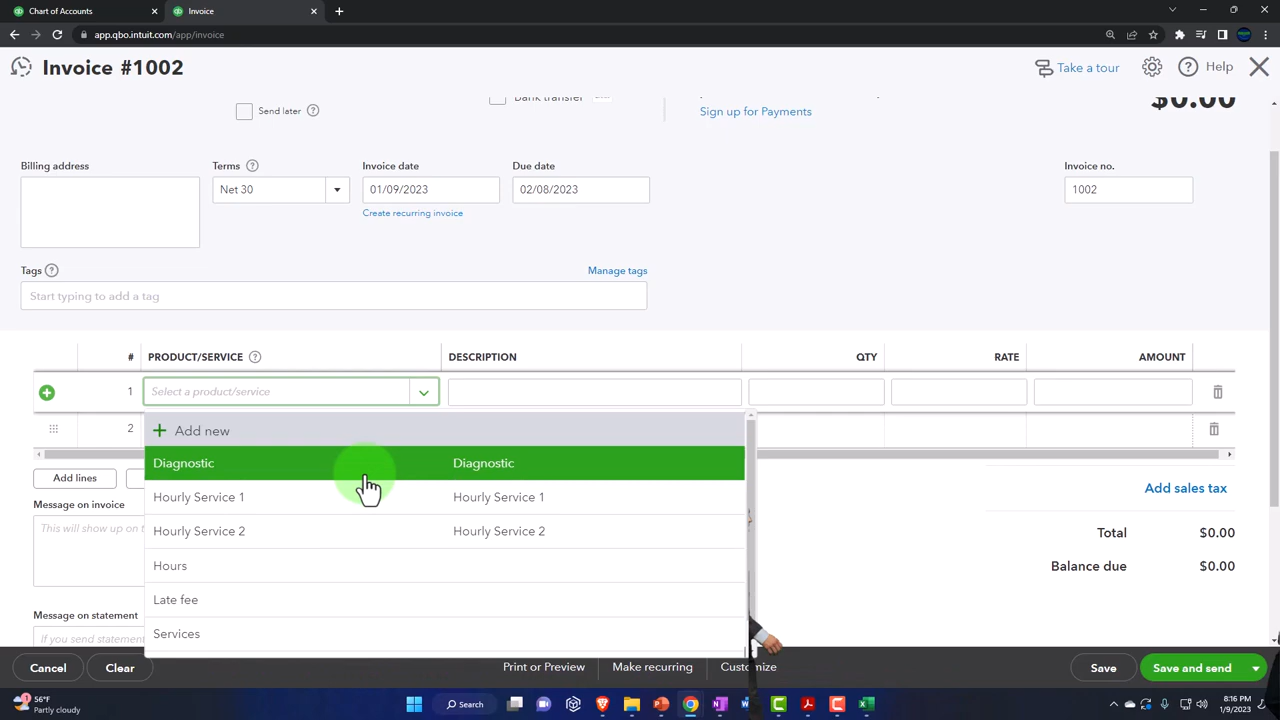 Chart of Accounts
Invoice
app.qbo.intuit.com/app/invoice
Invoice #1002
Take a tour
Help
Send later
Bank transfer
Sign up for Payments
$0.00
Billing address
Terms
Invoice date
Due date
Invoice no.
Net 30
01/09/2023
02/08/2023
1002
Create recurring invoice
Tags
Manage tags
Start typing to add a tag
# PRODUCT/SERVICE DESCRIPTION QTY RATE AMOUNT
1 Select a product/service
Add new
2
Diagnostic Diagnostic
Add lines
Hourly Service 1 Hourly Service 1
Add sales tax
Message on invoice
This will show up on t
Hourly Service 2 Hourly Service 2
Total $0.00
Hours
Balance due $0.00
Late fee
Message on statement
Services
If you send statement
Cancel
Clear
Print or Preview
Make recurring
Customize
Save
Save and send
56°F
Partly cloudy
Search
8:16 PM
1/9/2023